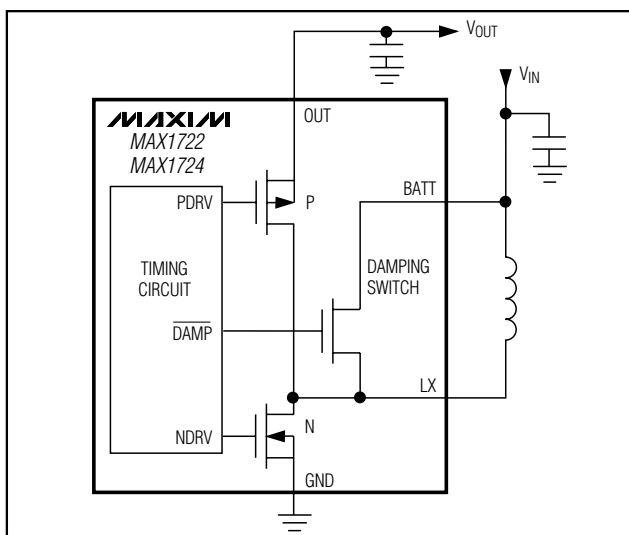 VOUT
VIN
MAXIM
MAX1722
MAX1724
OUT
BATT
PDRV
P
TIMING
CIRCUIT
DAMPING
SWITCH
DAMP
LX
NDRV
N
GND